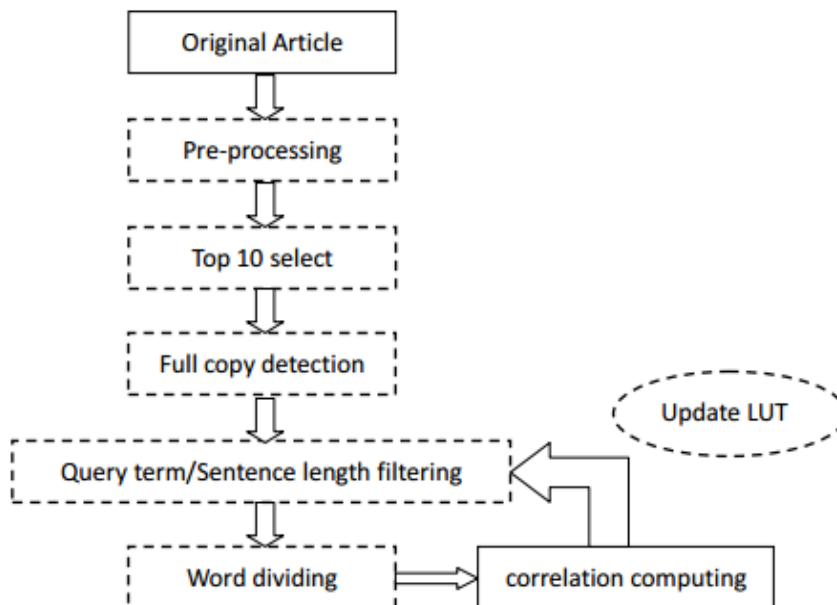 Original Article
Pre-processing
Top 10 select
Full copy detection
Update LUT
Query term/Sentence length filtering
Word dividing
correlation computing